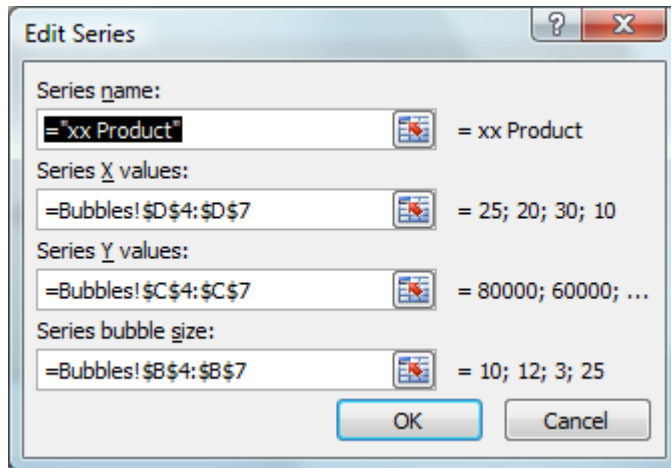 Edit Series
Series name:
="xx Product" = xx Product
Series X values:
=Bubbles!$D$4:$D$7 = 25; 20; 30; 10
Series Y values:
=Bubbles!$C$4:$C$7 = 80000; 60000; ...
Series bubble size:
=Bubbles!$B$4:$B$7 = 10; 12; 3; 25
OK Cancel